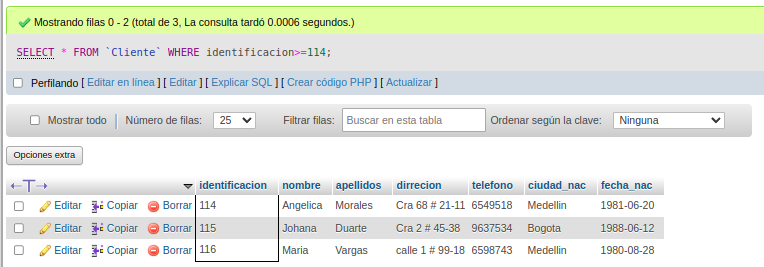 Mostrando filas 0 - 2 (total de 3, La consulta tardó 0.0006 segundos.)
SELECT * FROM `Cliente` WHERE identificacion>=114;
Perfilando [ Editar en línea ] [ Editar ] [ Explicar SQL ] [ Crear código PHP ] [ Actualizar ]
Mostrar todo Número de filas: 25 Filtrar filas: Buscar en esta tabla Ordenar según la clave: Ninguna
Opciones extra
←T→ identificacion nombre apellidos dirrecion telefono ciudad_nac fecha_nac
Editar Copiar Borrar 114 Angelica Morales Cra 68 # 21-11 6549518 Medellin 1981-06-20
Editar Copiar Borrar 115 Johana Duarte Cra 2 # 45-38 9637534 Bogota 1988-06-12
Editar Copiar Borrar 116 Maria Vargas calle 1 # 99-18 6598743 Medellin 1980-08-28